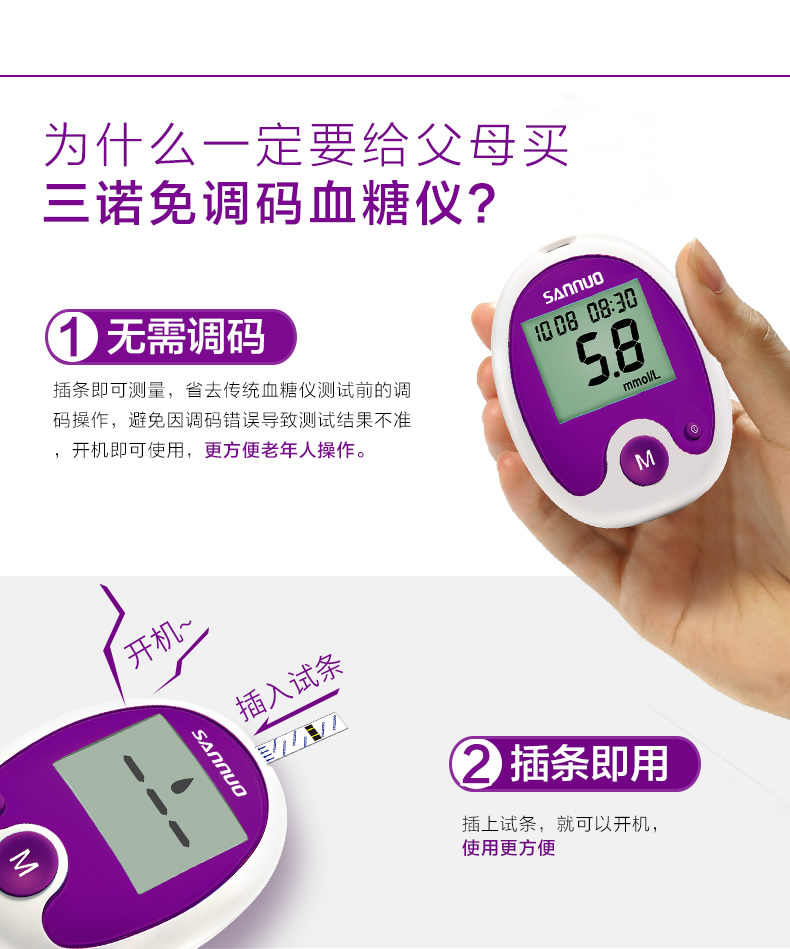 为什么一定要给父母买
三诺免调码血糖仪?
SANNUO
1008 08:30
5.8
mmol/L
M
1 无需调码
插条即可测量，省去传统血糖仪测试前的调
码操作，避免因调码错误导致测试结果不准
，开机即可使用，更方便老年人操作。
开机~
插入试条
SANNUO
M
2 插条即用
插上试条，就可以开机，
使用更方便